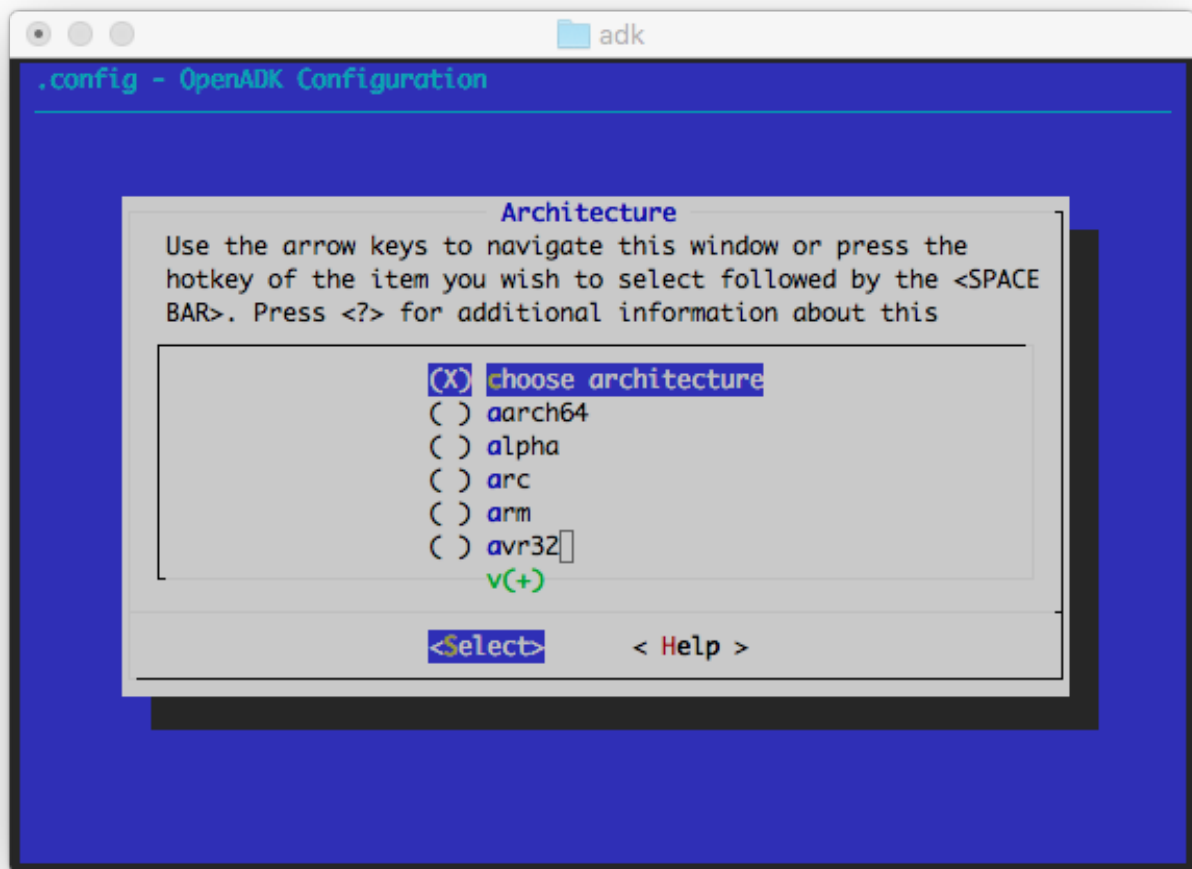 adk
.config - OpenADK Configuration
Architecture
Use the arrow keys to navigate this window or press the
hotkey of the item you wish to select followed by the <SPACE
BAR>. Press <?> for additional information about this
(X) choose architecture
( ) aarch64
( ) alpha
( ) arc
( ) arm
( ) avr32
v(+)
<Select> < Help >